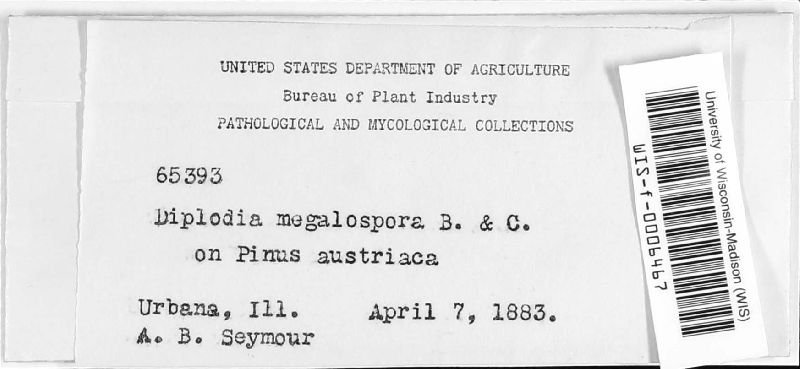 UNITED STATES DEPARTMENT OF AGRICULTURE
Bureau of Plant Industry
PATHOLOGICAL AND MYCOLOGICAL COLLECTIONS
65393
Diplodia megalospora B. & C.
on Pinus austriaca
Urbana, Ill. April 7, 1883.
A. B. Seymour
University of Wisconsin-Madison (WIS)
WIS-f-0006467